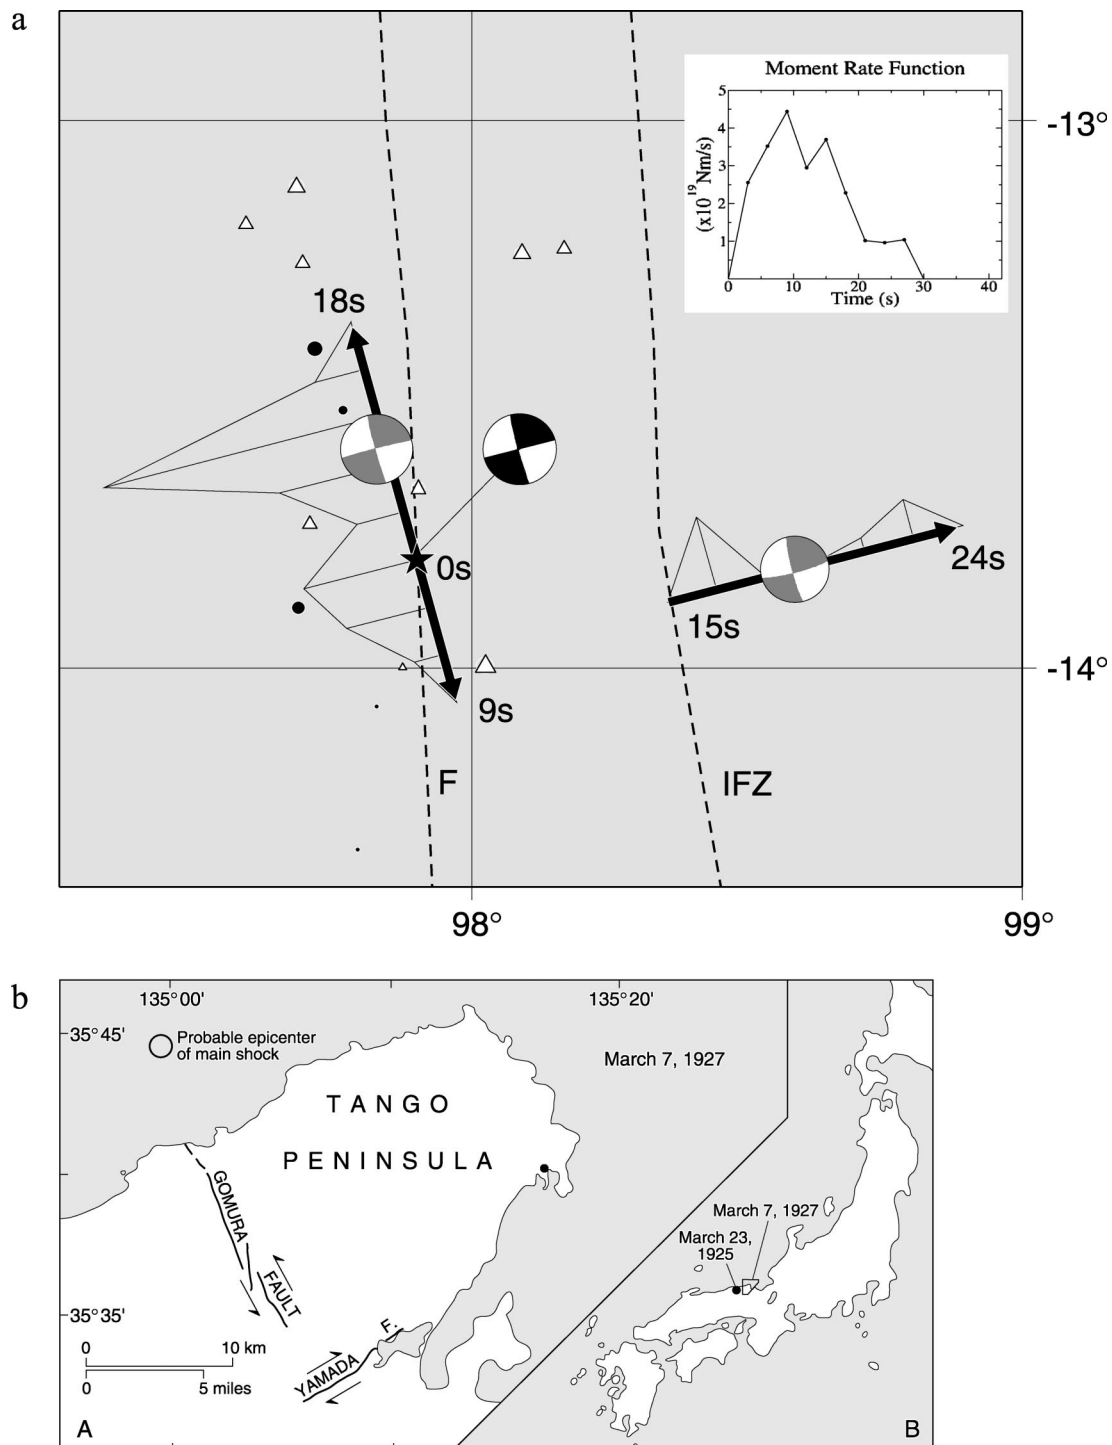 a
Moment Rate Function
5
4
3
2
1
0
(x10 19 Nm/s)
0 10 20 30 40
Time (s)
-13°
18s
0s
15s
24s
-14°
9s
F
IFZ
98°
99°
b
135°00'
135°20'
35°45'
Probable epicenter
of main shock
March 7, 1927
TANGO
PENINSULA
GOMURA
FAULT
March 7, 1927
March 23,
1925
35°35'
0 10 km
0 5 miles
YAMADA F.
A
B